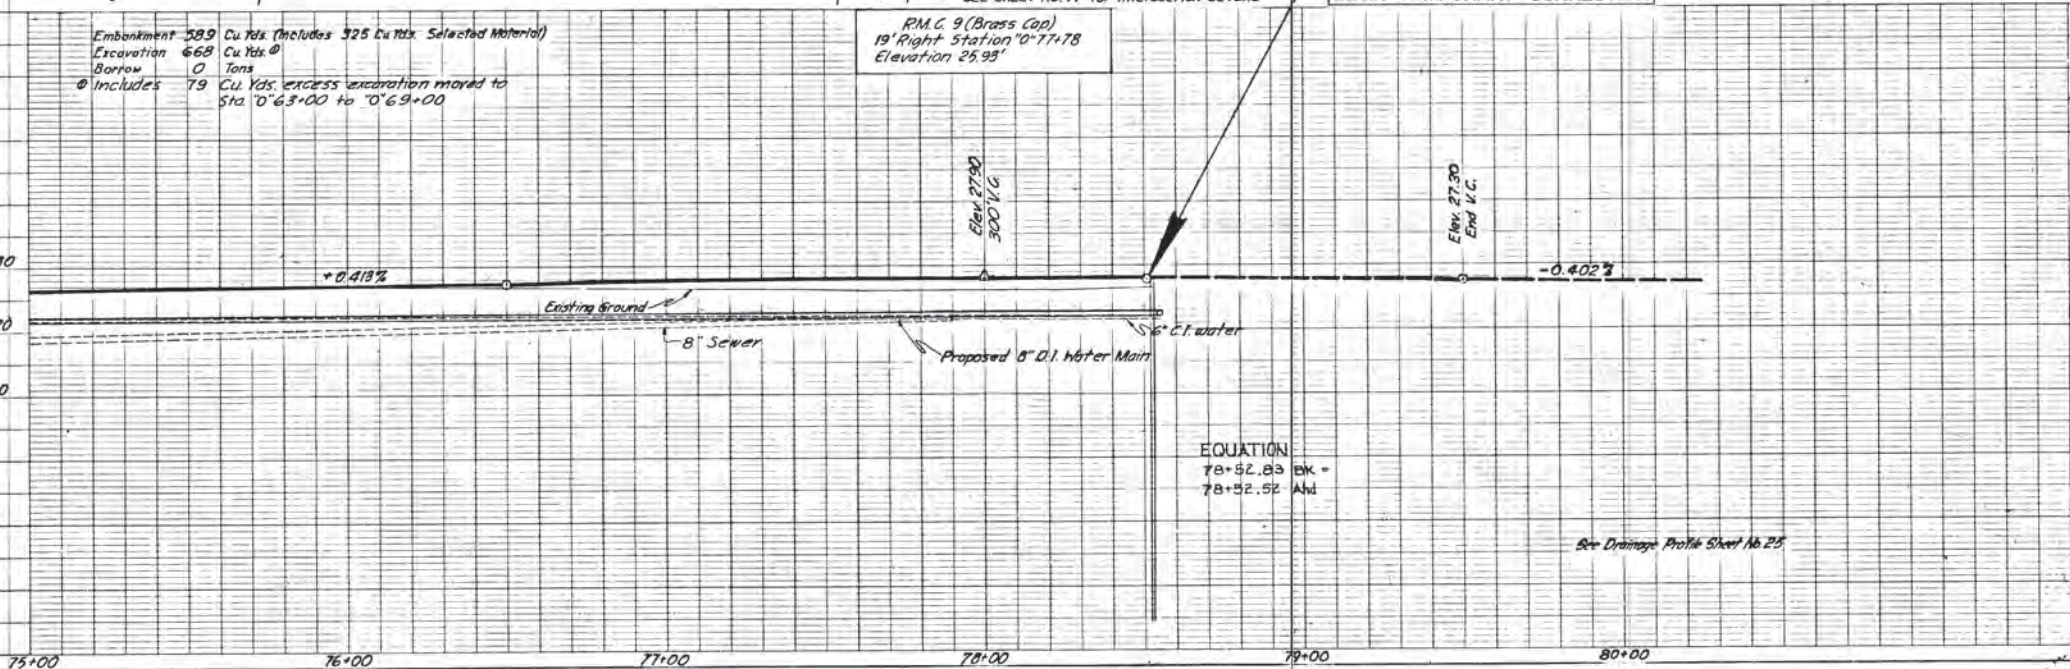 Embankment 589 Cu. Yds. (Includes 325 Cu. Yds. Selected Material)
Excavation 668 Cu. Yds.
Borrow 0 Tons
Includes 79 Cu. Yds. excess excavation moved to
Sta. "O" 63+00 to "O" 69+00
R.M.C. 9 (Brass Cap)
19' Right Station "O" 77+78
Elevation 25.93'
Elev. 27.90
300' V.C.
Elev. 27.30
End V.C.
+0.413%
-0.402%
Existing Ground
8" Sewer
Proposed 8" D.I. Water Main
6" C.I. water
EQUATION
78+52.83 BK =
78+52.52 Ahd
See Drainage Profile Sheet No. 25
75+00 76+00 77+00 78+00 79+00 80+00